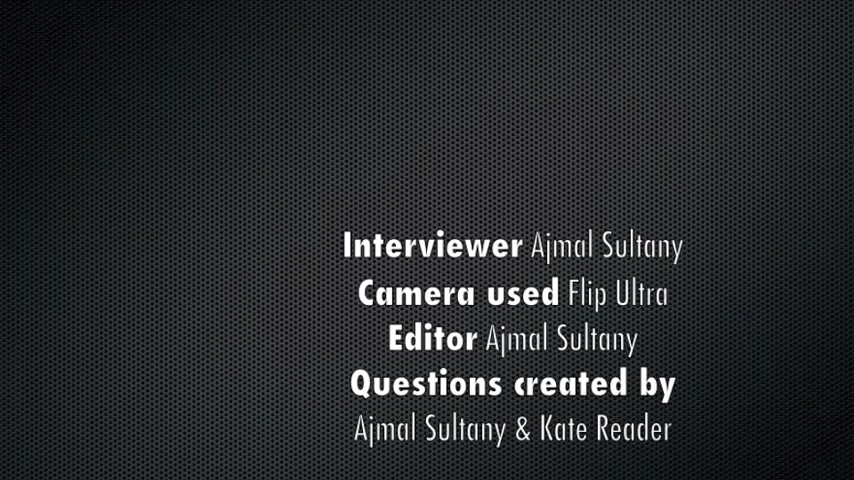 Interviewer Ajmal Sultany
Camera used Flip Ultra
Editor Ajmal Sultany
Questions created by
Ajmal Sultany & Kate Reader